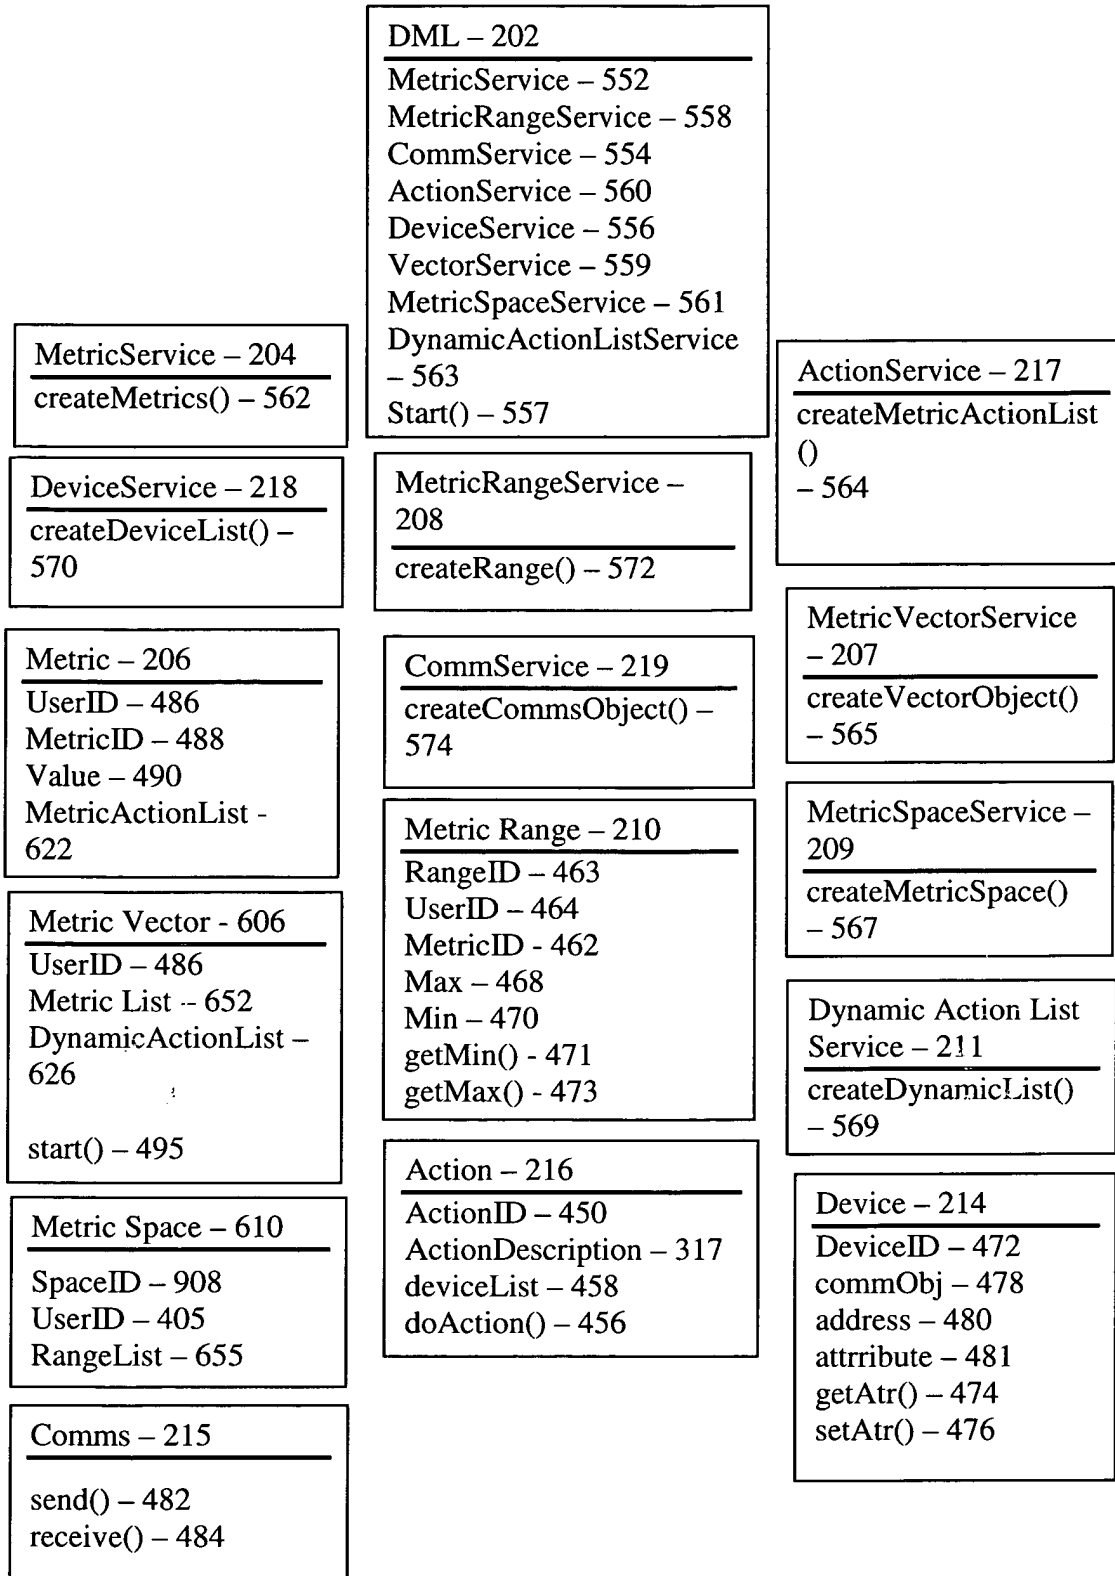 DML – 202
MetricService – 552
MetricRangeService – 558
CommService – 554
ActionService – 560
DeviceService – 556
VectorService – 559
MetricSpaceService – 561
DynamicActionListService
– 563
Start() – 557
MetricService – 204
createMetrics() – 562
ActionService – 217
createMetricActionList
()
– 564
DeviceService – 218
createDeviceList() –
570
MetricRangeService –
208
createRange() – 572
MetricVectorService
– 207
createVectorObject()
– 565
Metric – 206
UserID – 486
MetricID – 488
Value – 490
MetricActionList -
622
CommService – 219
createCommsObject() –
574
MetricSpaceService –
209
createMetricSpace()
– 567
Metric Range – 210
RangeID – 463
UserID – 464
MetricID - 462
Max – 468
Min – 470
getMin() - 471
getMax() - 473
Metric Vector - 606
UserID – 486
Metric List -- 652
DynamicActionList –
626
start() – 495
Dynamic Action List
Service – 211
createDynamicList()
– 569
Action – 216
ActionID – 450
ActionDescription – 317
deviceList – 458
doAction() – 456
Device – 214
DeviceID – 472
commObj – 478
address – 480
attrribute – 481
getAtr() – 474
setAtr() – 476
Metric Space – 610
SpaceID – 908
UserID – 405
RangeList – 655
Comms – 215
send() – 482
receive() – 484